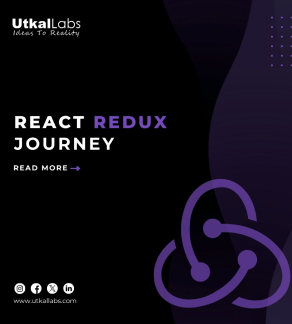 UtkalLabs
Ideas To Reality
REACT REDUX
JOURNEY
READ MORE
www.utkallabs.com